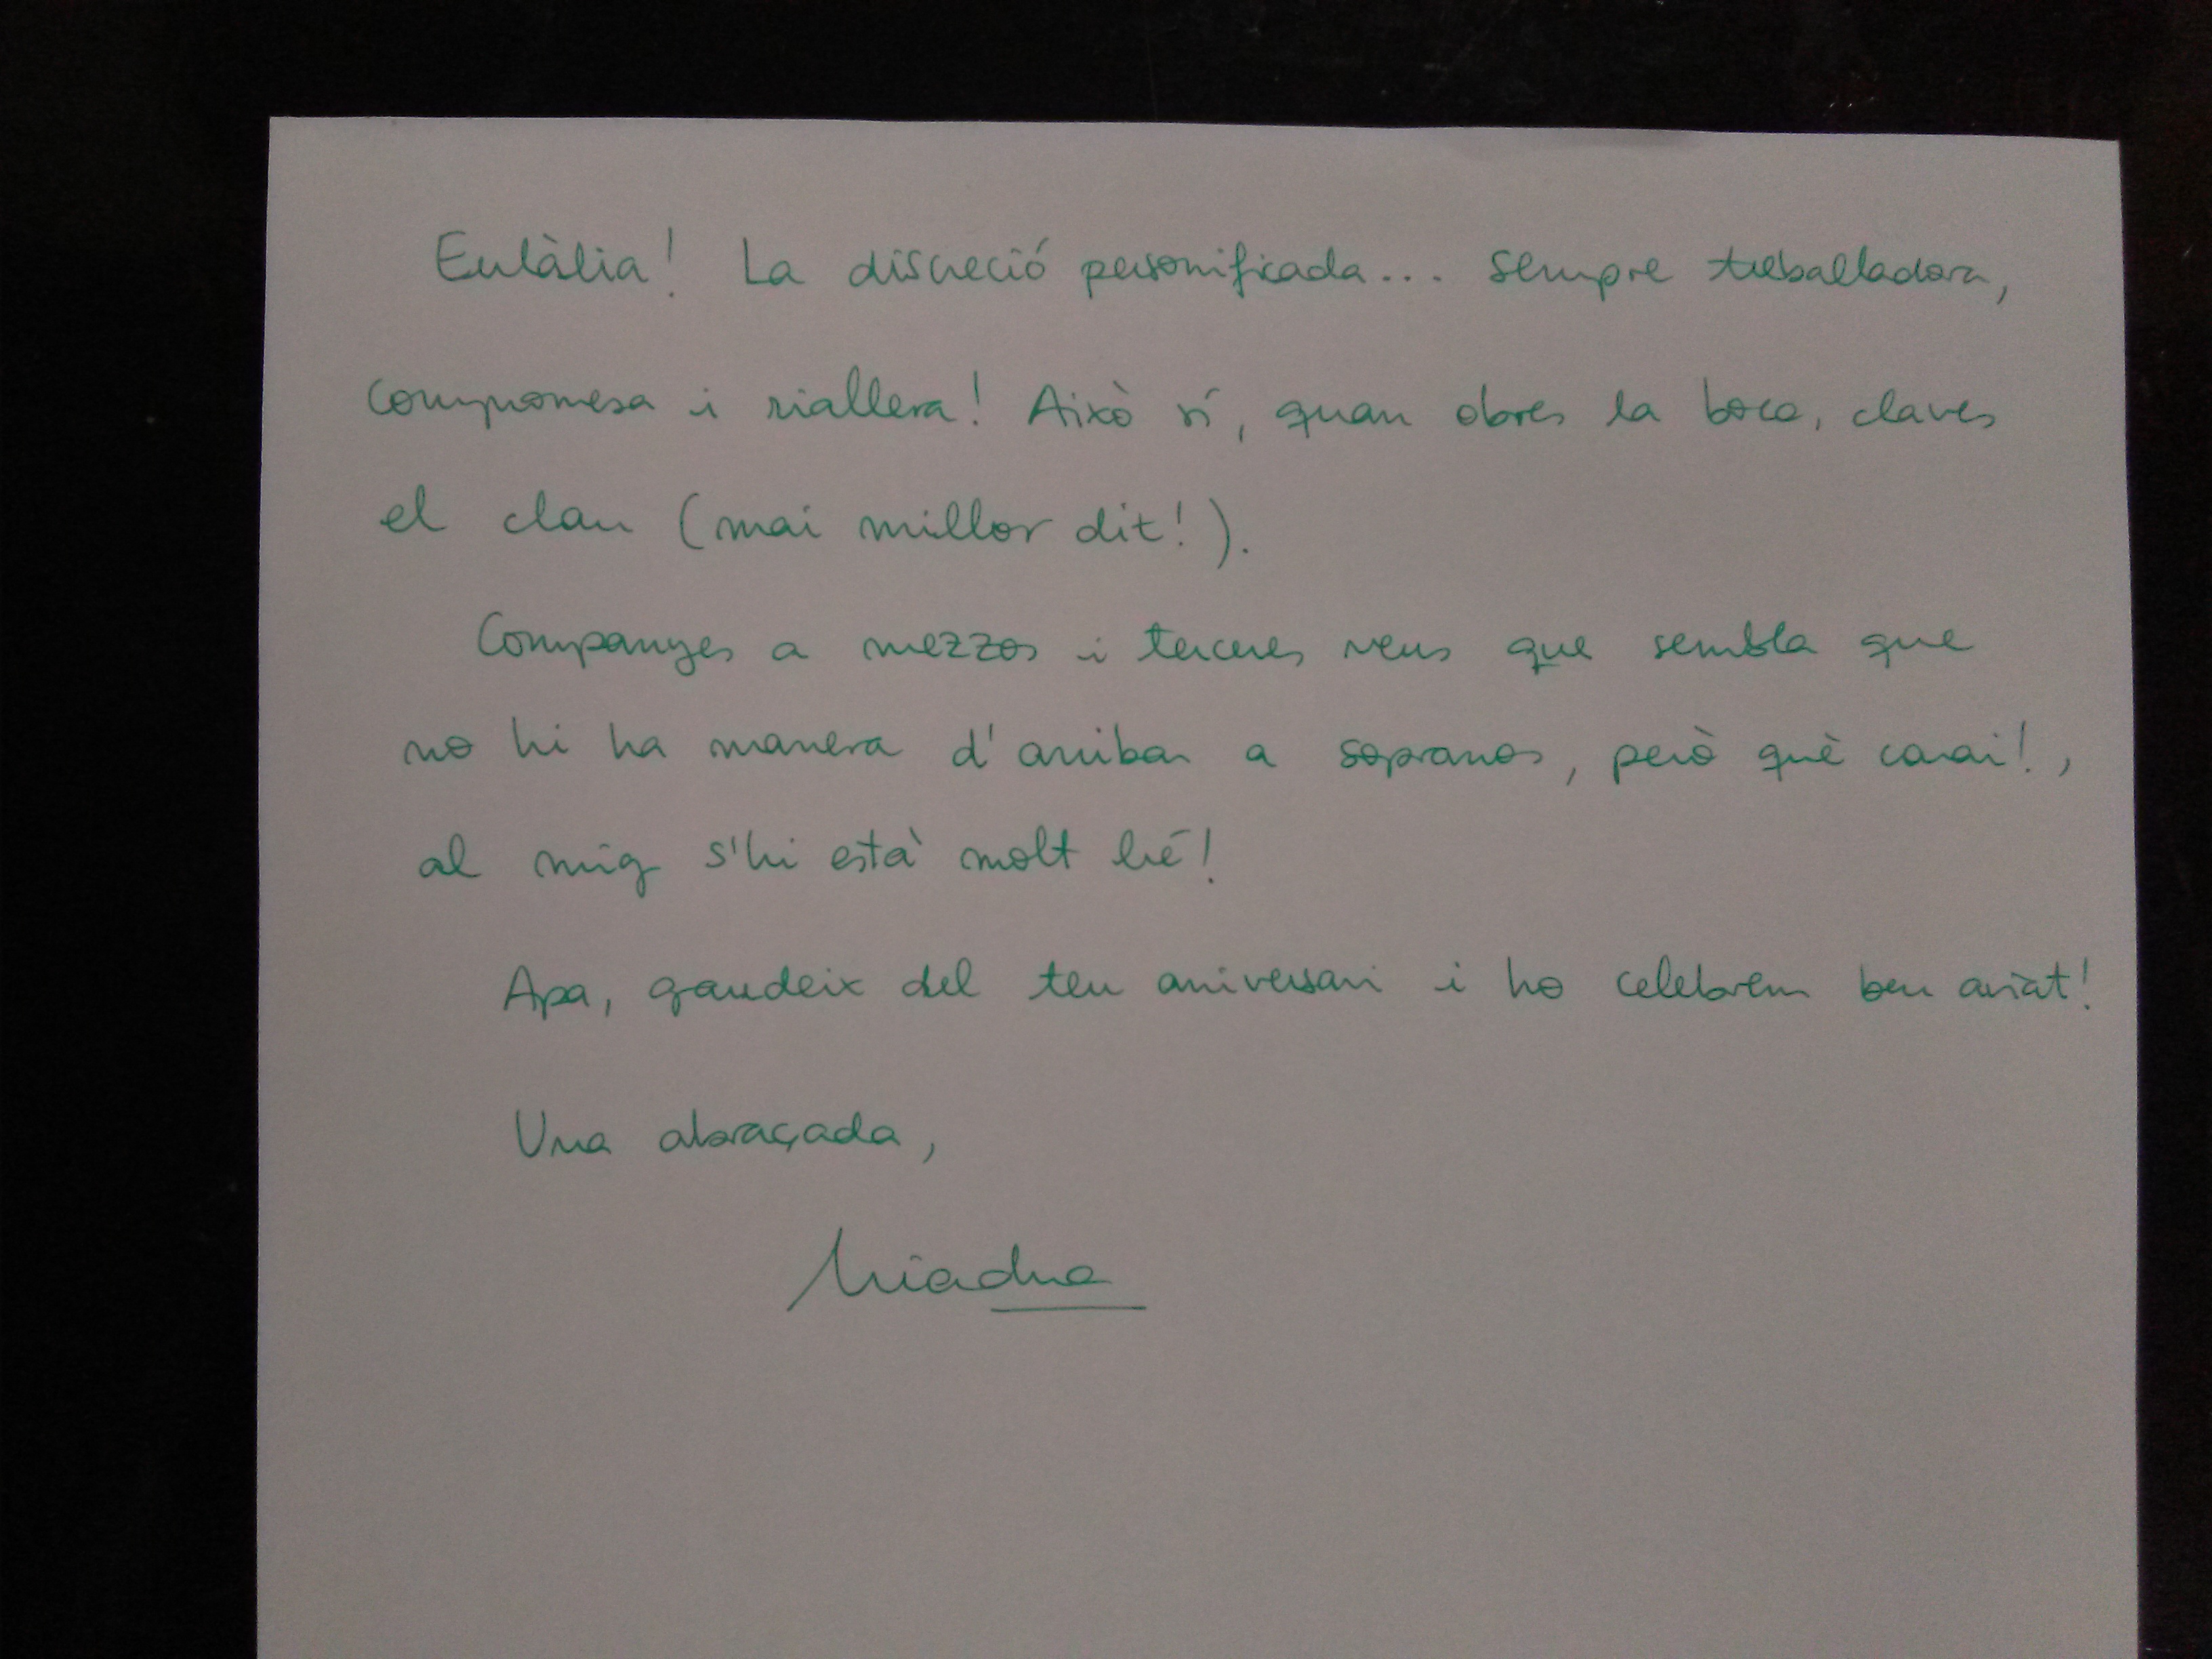 Eulàlia! La discreció personificada... sempre treballadora,
compromesa i riallera! Això sí, quan obres la boca, claves
el clau (mai millor dit!).
Companyes a mezzos i terceres veus que sembla que
no hi ha manera d'arribar a sopranos, però què carai!,
al mig s'hi està molt bé!
Apa, gaudeix del teu aniversari i ho celebrem ben aviat!
Una abraçada,
Ariadna